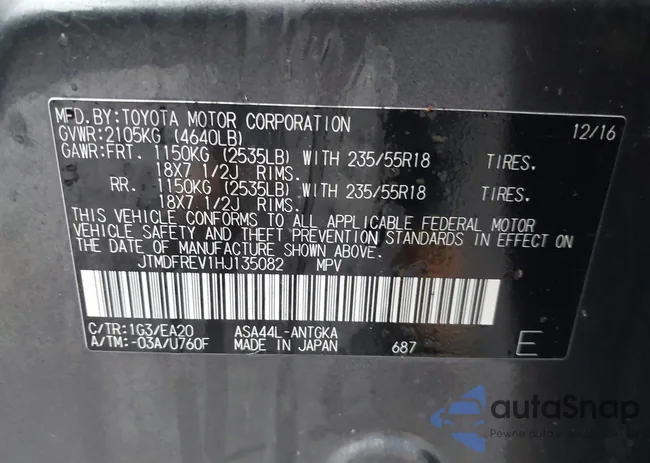 MFD.BY:TOYOTA MOTOR CORPORATION 12/16
GVWR:2105KG (4640LB)
GAWR:FRT. 1150KG (2535LB) WITH 235/55R18 TIRES.
18X7 1/2J RIMS.
RR. 1150KG (2535LB) WITH 235/55R18 TIRES.
18X7 1/2J RIMS.
THIS VEHICLE CONFORMS TO ALL APPLICABLE FEDERAL MOTOR
VEHICLE SAFETY AND THEFT PREVENTION STANDARDS IN EFFECT ON
THE DATE OF MANUFACTURE SHOWN ABOVE.
JTMDFREV1HJ135082 MPV
C/TR:1G3/EA20 ASA44L-ANTGKA
A/TM:-03A/U760F MADE IN JAPAN 687 E
autoSnap
Pewne auta